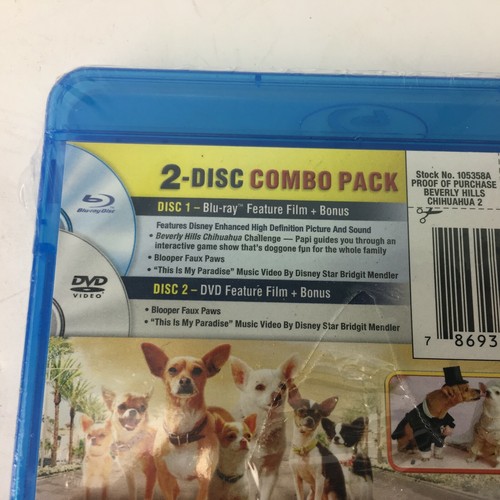 2-DISC COMBO PACK
DISC 1 – Blu-ray™ Feature Film + Bonus
Features Disney Enhanced High Definition Picture And Sound
• Beverly Hills Chihuahua Challenge — Papi guides you through an
interactive game show that's doggone fun for the whole family
• Blooper Faux Paws
• "This Is My Paradise" Music Video By Disney Star Bridgit Mendler
DISC 2 – DVD Feature Film + Bonus
• Blooper Faux Paws
• "This Is My Paradise" Music Video By Disney Star Bridgit Mendler
Blu-ray Disc
DVD
VIDEO
Stock No. 105358A
PROOF OF PURCHASE
BEVERLY HILLS
CHIHUAHUA 2
7 8693